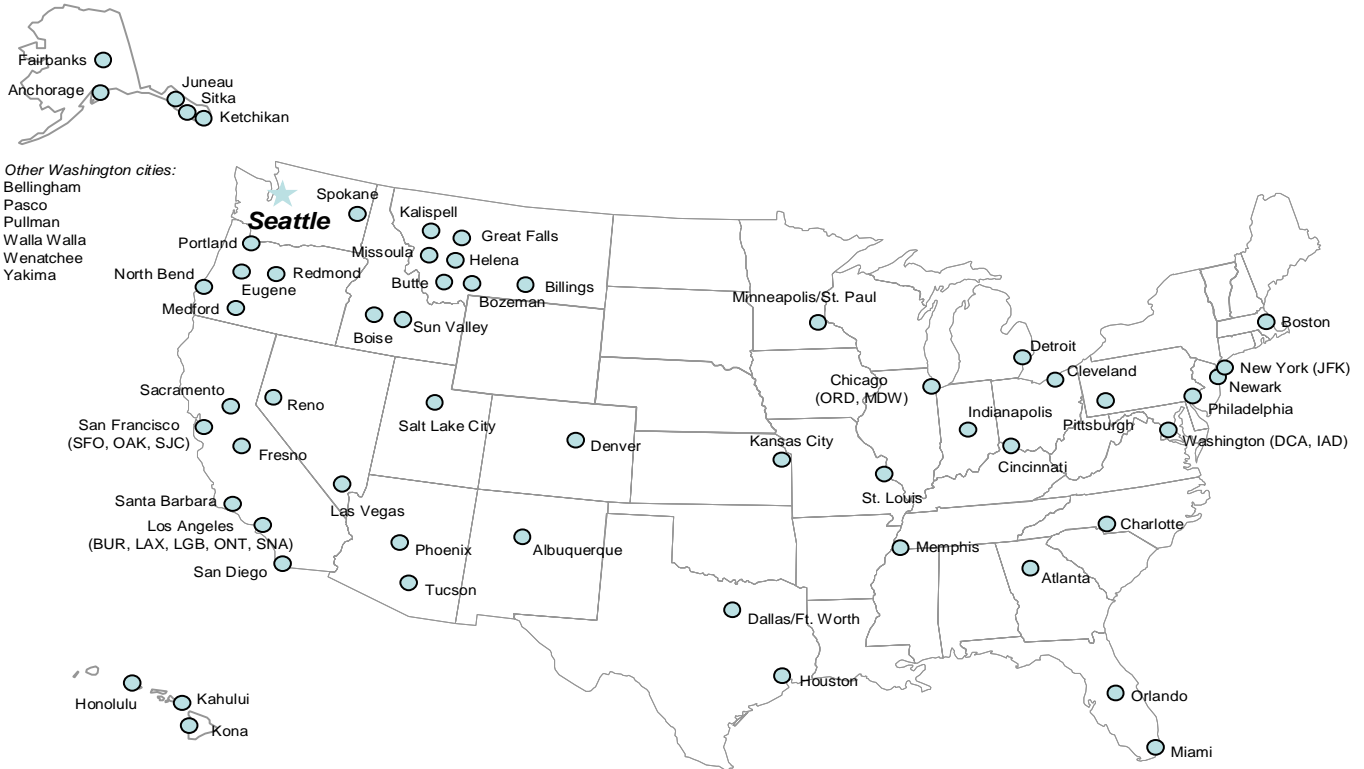 Fairbanks
Anchorage
Juneau
Sitka
Ketchikan
Other Washington cities:
Bellingham
Pasco
Pullman
Walla Walla
Wenatchee
Yakima
Seattle
Spokane
Portland
North Bend
Eugene
Redmond
Medford
Kalispell
Great Falls
Missoula
Helena
Butte
Bozeman
Billings
Boise
Sun Valley
Minneapolis/St. Paul
Boston
Detroit
Cleveland
New York (JFK)
Newark
Philadelphia
Pittsburgh
Washington (DCA, IAD)
Chicago
(ORD, MDW)
Indianapolis
Cincinnati
Sacramento
Reno
San Francisco
(SFO, OAK, SJC)
Fresno
Salt Lake City
Denver
Kansas City
St. Louis
Santa Barbara
Las Vegas
Los Angeles
(BUR, LAX, LGB, ONT, SNA)
San Diego
Phoenix
Tucson
Albuquerque
Memphis
Charlotte
Atlanta
Dallas/Ft. Worth
Houston
Orlando
Miami
Honolulu
Kahului
Kona